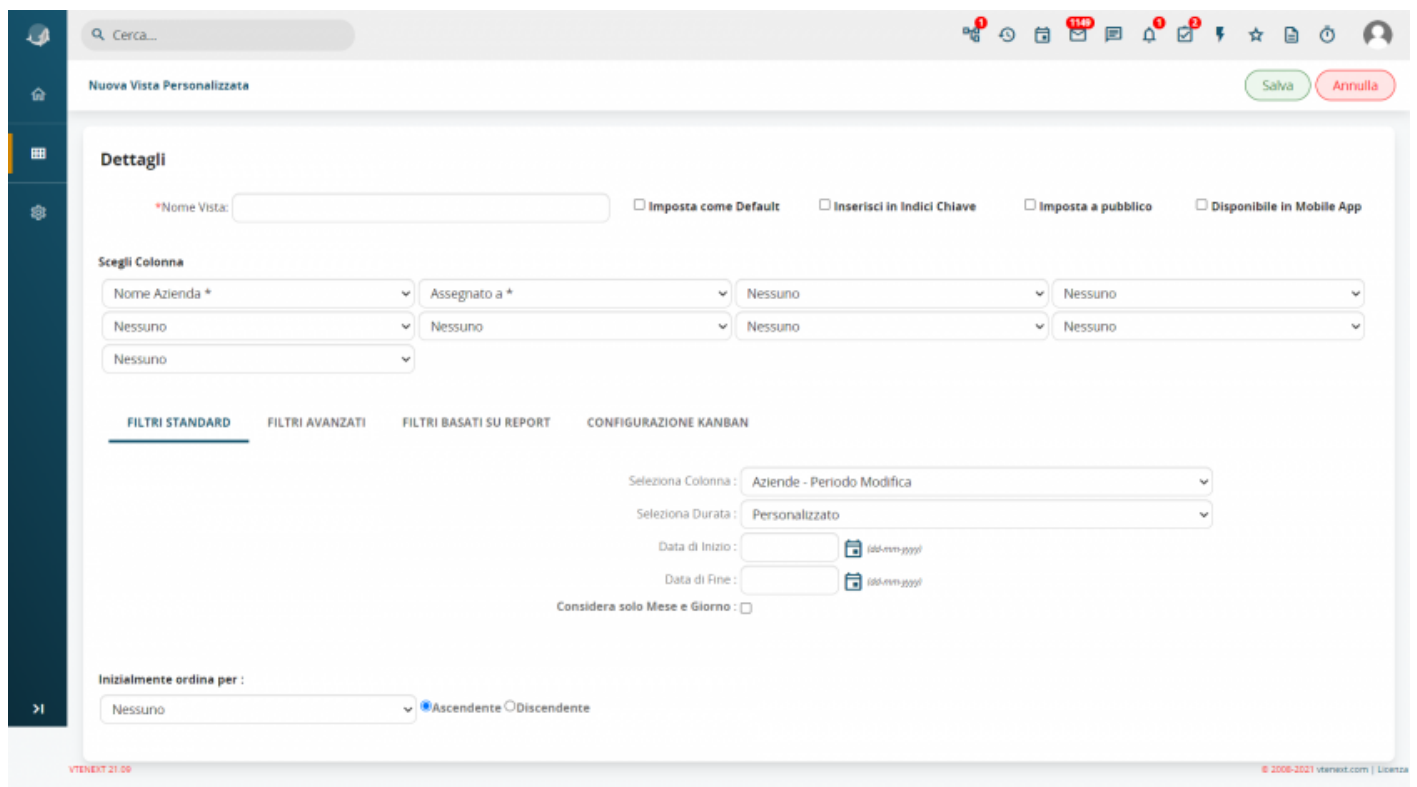 Cerca...
1 1149 1 2
Nuova Vista Personalizzata Salva Annulla
Dettagli
*Nome Vista: Imposta come Default Inserisci in Indici Chiave Imposta a pubblico Disponibile in Mobile App
Scegli Colonna
Nome Azienda * Assegnato a * Nessuno Nessuno
Nessuno Nessuno Nessuno Nessuno
Nessuno
FILTRI STANDARD FILTRI AVANZATI FILTRI BASATI SU REPORT CONFIGURAZIONE KANBAN
Seleziona Colonna : Aziende - Periodo Modifica
Seleziona Durata : Personalizzato
Data di Inizio : (dd-mm-yyyy)
Data di Fine : (dd-mm-yyyy)
Considera solo Mese e Giorno :
Inizialmente ordina per :
Nessuno Ascendente Discendente
VTENEXT 21.09 © 2008-2021 vtenext.com | Licenza